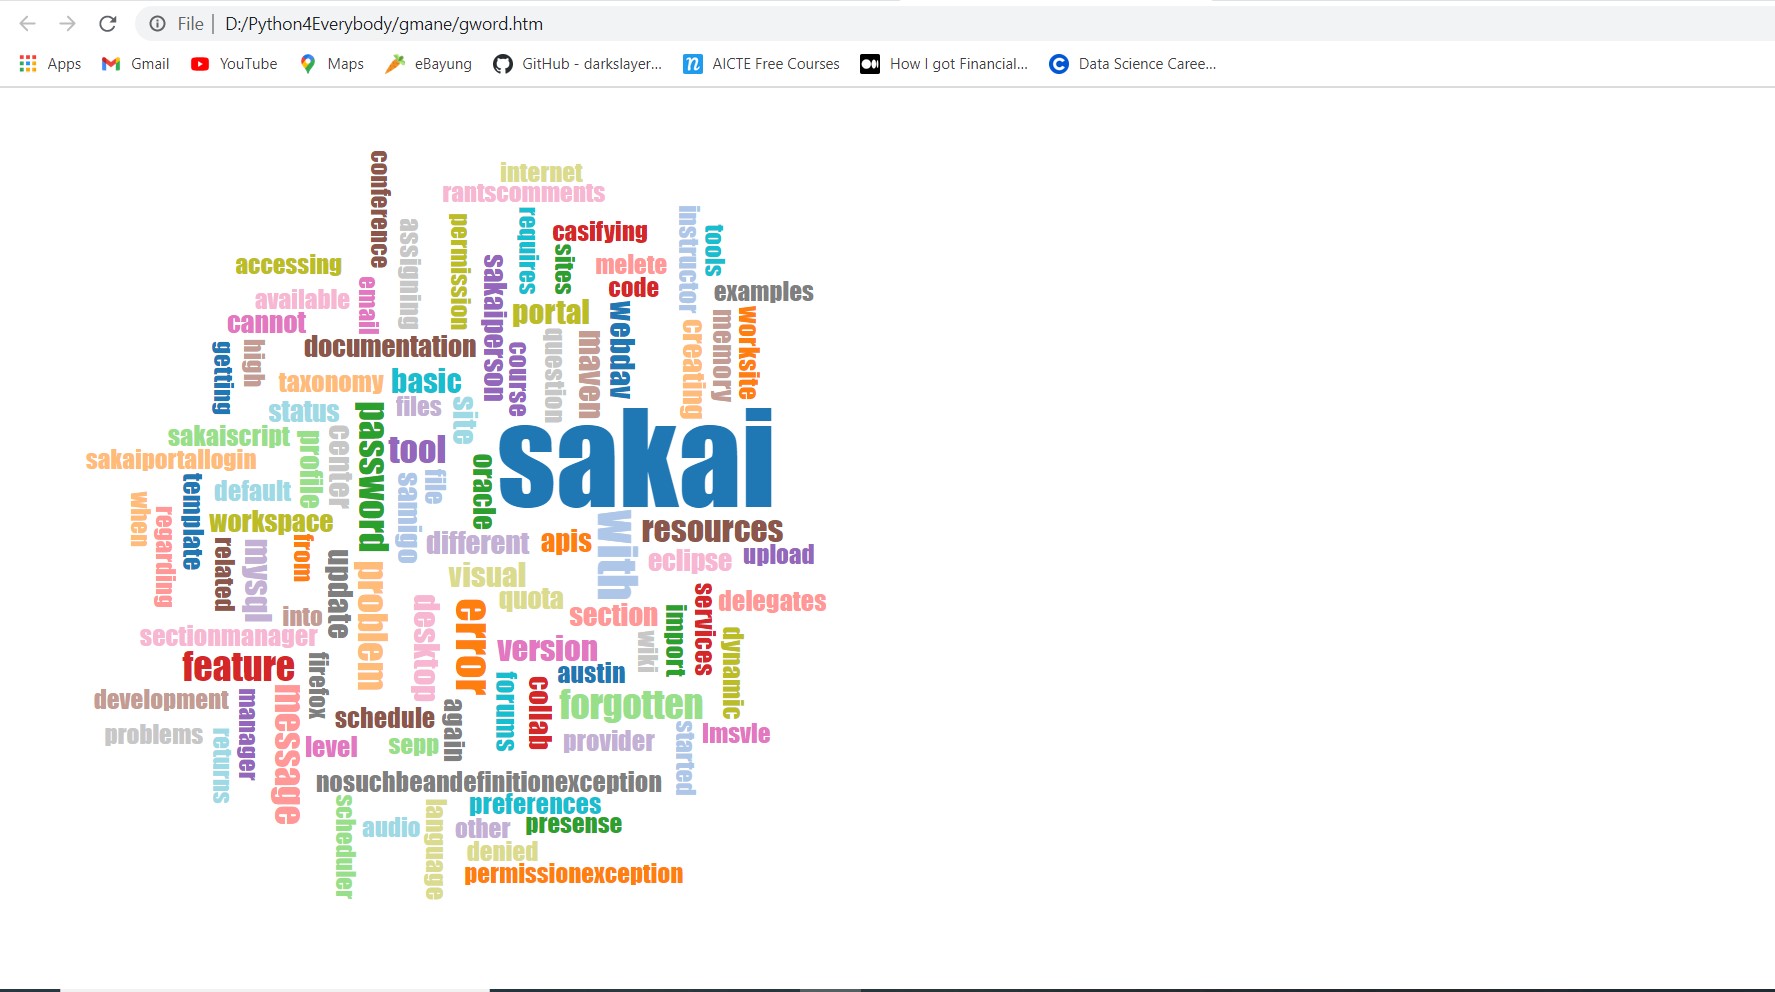 File | D:/Python4Everybody/gmane/gword.htm
Apps Gmail YouTube Maps eBayung GitHub - darkslayer... AICTE Free Courses How I got Financial... Data Science Caree...
conference
internet
rantscomments
assigning
permission
requires
casifying
instructor
tools
sites
accessing
sakaiperson
melete
email
code
examples
available
portal
webdav
cannot
worksite
memory
creating
question
maven
documentation
course
getting
high
taxonomy
basic
files
site
status
password
sakai
sakaiscript
profile
center
tool
sakaiportallogin
oracle
file
samigo
template
default
when
regarding
workspace
resources
with
related
mysql
from
different
apis
update
eclipse
upload
problem
visual
quota
into
desktop
error
section
import
services
delegates
sectionmanager
version
wiki
dynamic
feature
firefox
austin
forums
collab
development
manager
message
forgotten
schedule
again
problems
returns
level
sepp
provider
started
lmsvle
nosuchbeandefinitionexception
scheduler
language
preferences
audio
other
presense
denied
permissionexception